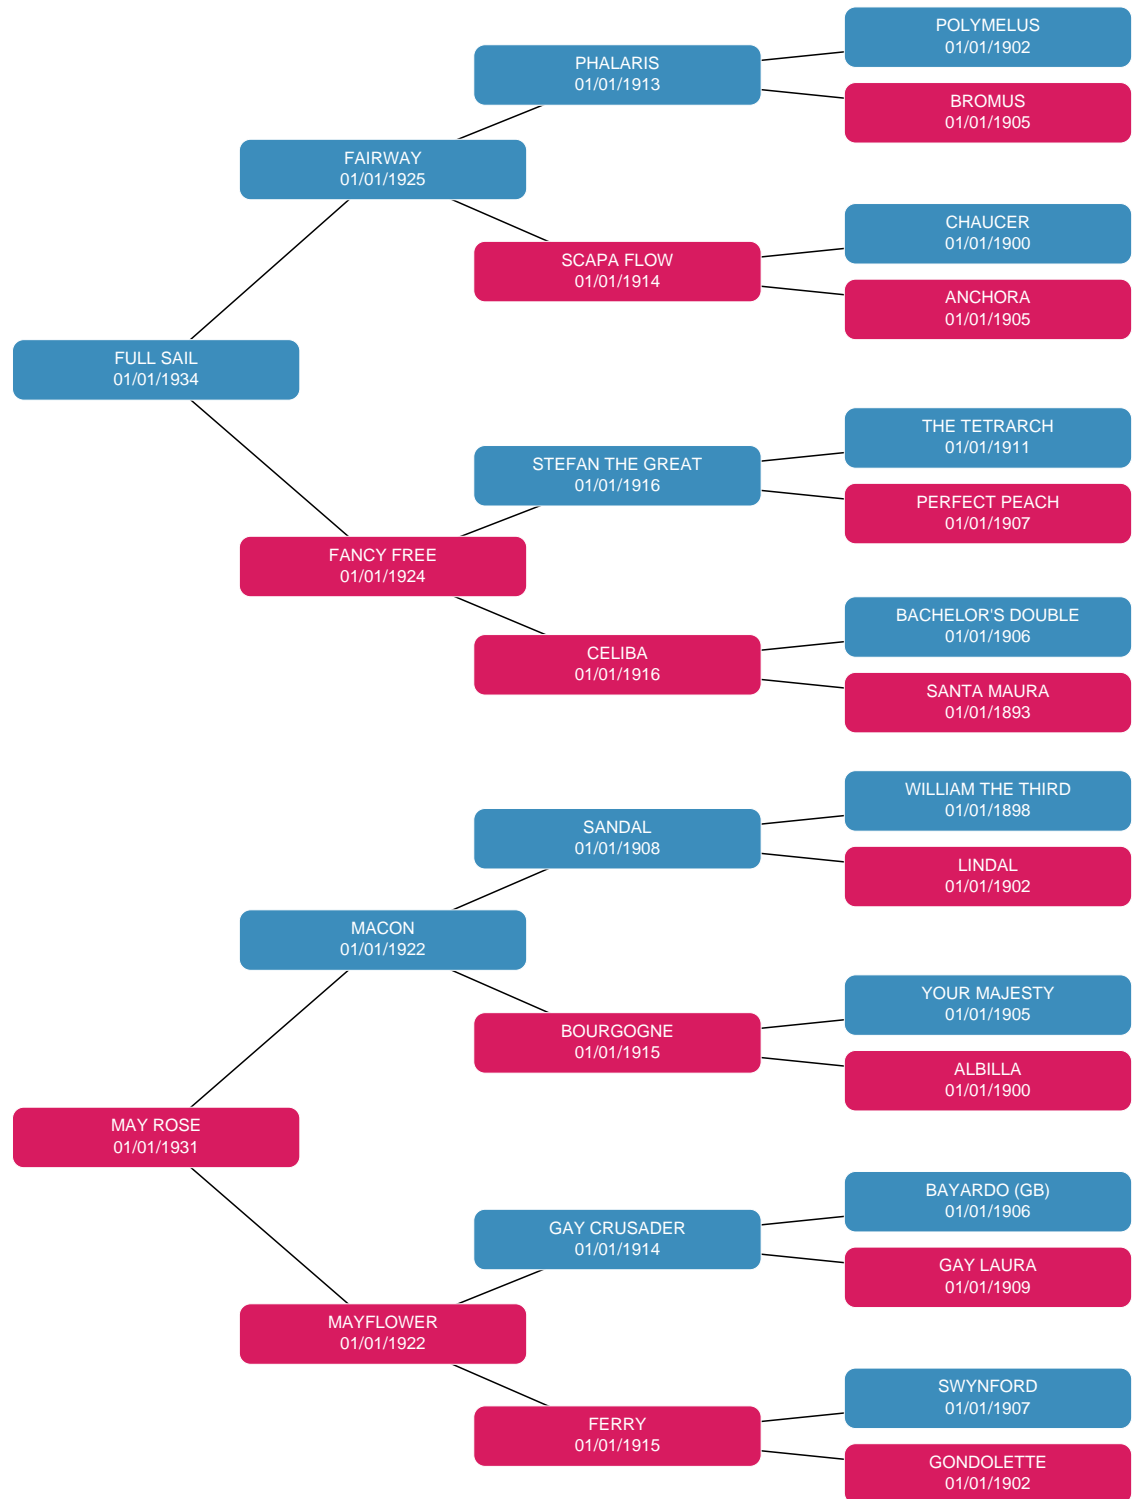 POLYMELUS
01/01/1902
PHALARIS
01/01/1913
BROMUS
01/01/1905
FAIRWAY
01/01/1925
CHAUCER
01/01/1900
SCAPA FLOW
01/01/1914
ANCHORA
01/01/1905
FULL SAIL
01/01/1934
THE TETRARCH
01/01/1911
STEFAN THE GREAT
01/01/1916
PERFECT PEACH
01/01/1907
FANCY FREE
01/01/1924
BACHELOR'S DOUBLE
01/01/1906
CELIBA
01/01/1916
SANTA MAURA
01/01/1893
WILLIAM THE THIRD
01/01/1898
SANDAL
01/01/1908
LINDAL
01/01/1902
MACON
01/01/1922
YOUR MAJESTY
01/01/1905
BOURGOGNE
01/01/1915
ALBILLA
01/01/1900
MAY ROSE
01/01/1931
BAYARDO (GB)
01/01/1906
GAY CRUSADER
01/01/1914
GAY LAURA
01/01/1909
MAYFLOWER
01/01/1922
SWYNFORD
01/01/1907
FERRY
01/01/1915
GONDOLETTE
01/01/1902